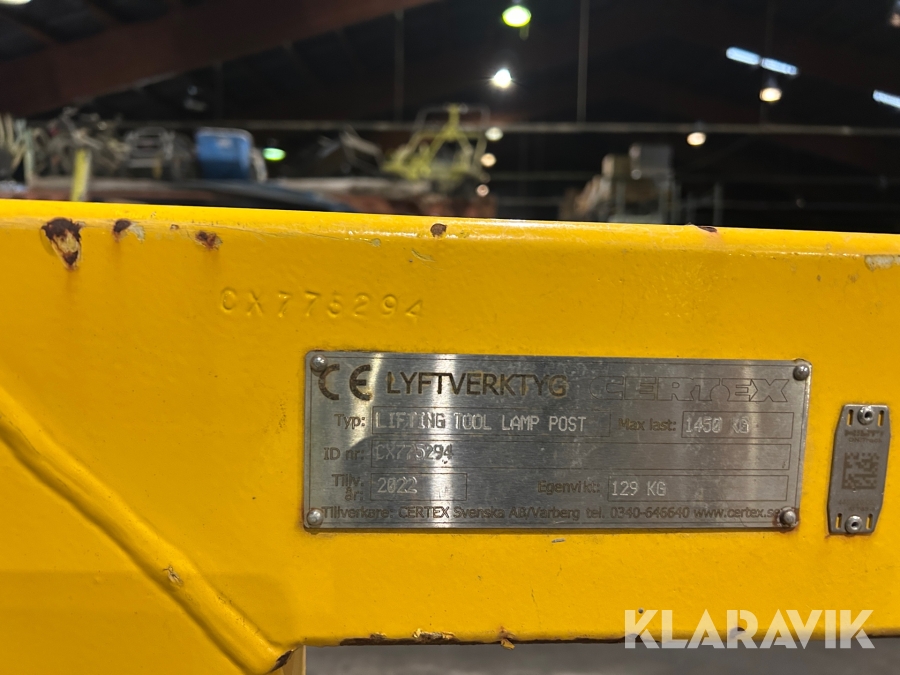 CX775294
CE LYFTVERKTYG CERTEX
Typ: LIFTING TOOL LAMP POST Max last: 1450 KG
ID nr: CX775294
Tillv. år 2022 Egenvikt: 129 KG
Tillverkare: CERTEX Svenska AB/Varberg tel. 0340-646640 www.certex.se
KLARAVIK